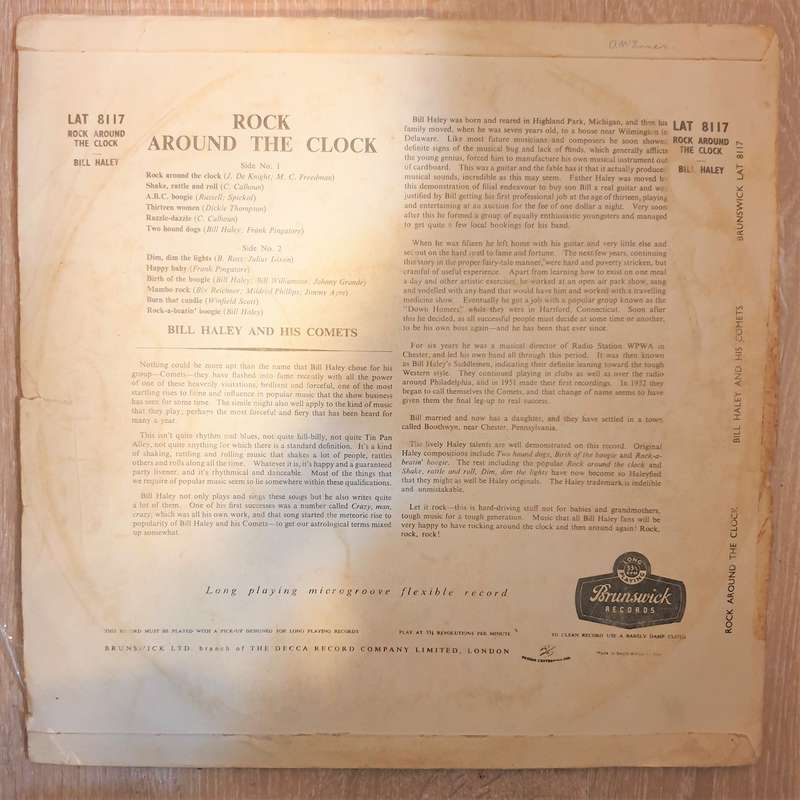 LAT 8117
ROCK AROUND
THE CLOCK
BILL HALEY
ROCK
AROUND THE CLOCK
Side No. 1
Rock around the clock (J. De Knight; M. C. Freedman)
Shake, rattle and roll (C. Calhoun)
A.B.C. boogie (Russell; Spickol)
Thirteen women (Dickie Thompson)
Razzle-dazzle (C. Calhoun)
Two hound dogs (Bill Haley; Frank Pingatore)
Side No. 2
Dim, dim the lights (B. Ross; Julius Dixon)
Happy baby (Frank Pingatore)
Birth of the boogie (Bill Haley; Bill Williamson; Johnny Grande)
Mambo rock (Bix Reichner; Mildred Phillips; Jimmy Ayre)
Burn that candle (Winfield Scott)
Rock-a-beatin' boogie (Bill Haley)
BILL HALEY AND HIS COMETS
Nothing could be more apt than the name that Bill Haley chose for his
group—Comets—they have flashed into fame recently with all the power
of one of these heavenly visitations, brilliant and forceful, one of the most
startling rises to fame and influence in popular music that the show business
has seen for some time. The simile might also well apply to the kind of music
that they play, perhaps the most forceful and fiery that has been heard for
many a year.
This isn't quite rhythm and blues, not quite hill-billy, not quite Tin Pan
Alley, not quite anything for which there is a standard definition. It's a kind
of shaking, rattling and rolling music that shakes a lot of people, rattles
others and rolls along all the time. Whatever it is, it's happy and a guaranteed
party livener, and it's rhythmical and danceable. Most of the things that
we require of popular music seem to lie somewhere within these qualifications.
Bill Haley not only plays and sings these songs but he also writes quite
a lot of them. One of his first successes was a number called Crazy, man,
crazy, which was all his own work, and that song started the meteoric rise to
popularity of Bill Haley and his Comets—to get our astrological terms mixed
up somewhat.
Bill Haley was born and reared in Highland Park, Michigan, and then his
family moved, when he was seven years old, to a house near Wilmington in
Delaware. Like most future musicians and composers he soon showed
definite signs of the musical bug and lack of funds, which generally afflicts
the young genius, forced him to manufacture his own musical instrument out
of cardboard. This was a guitar and the fable has it that it actually produced
musical sounds, incredible as this may seem. Father Haley was moved by
this demonstration of filial endeavour to buy son Bill a real guitar and was
justified by Bill getting his first professional job at the age of thirteen, playing
and entertaining at an auction for the fee of one dollar a night. Very soon
after this he formed a group of equally enthusiastic youngsters and managed
to get quite a few local bookings for his band.
When he was fifteen he left home with his guitar and very little else and
set out on the hard road to fame and fortune. The next few years, continuing
this story in the proper fairy-tale manner, were hard and poverty stricken, but
cramful of useful experience. Apart from learning how to exist on one meal
a day and other artistic exercises, he worked at an open air park show, sang
and yodelled with any band that would have him and worked with a travelling
medicine show. Eventually he got a job with a popular group known as the
"Down Homers" while they were in Hartford, Connecticut. Soon after
this he decided, as all successful people must decide at some time or another,
to be his own boss again—and he has been that ever since.
For six years he was a musical director of Radio Station WPWA in
Chester, and led his own band all through this period. It was then known
as Bill Haley's Saddlemen, indicating their definite leaning toward the tough
Western style. They continued playing in clubs as well as over the radio
around Philadelphia, and in 1951 made their first recordings. In 1952 they
began to call themselves the Comets, and that change of name seems to have
given them the final leg-up to real success.
Bill married and now has a daughter, and they have settled in a town
called Boothwyn, near Chester, Pennsylvania.
The lively Haley talents are well demonstrated on this record. Original
Haley compositions include Two hound dogs, Birth of the boogie and Rock-a-
beatin' boogie. The rest including the popular Rock around the clock and
Shake, rattle and roll, Dim, dim the lights have now become so Haleyfied
that they might as well be Haley originals. The Haley trademark is indelible
and unmistakable.
Let it rock—this is hard-driving stuff not for babies and grandmothers,
tough music for a tough generation. Music that all Bill Haley fans will be
very happy to have rocking around the clock and then around again! Rock,
rock, rock!
LAT 8117
ROCK AROUND
THE CLOCK
BILL HALEY
BRUNSWICK LAT 8117
BILL HALEY AND HIS COMETS
ROCK AROUND THE CLOCK
Long playing microgroove flexible record
LONG
33⅓ RPM
PLAYING
Brunswick
RECORDS
THIS RECORD MUST BE PLAYED WITH A PICK-UP DESIGNED FOR LONG PLAYING RECORDS
PLAY AT 33⅓ REVOLUTIONS PER MINUTE
TO CLEAN RECORD USE A BARELY DAMP CLOTH
BRUNSWICK LTD. branch of THE DECCA RECORD COMPANY LIMITED, LONDON